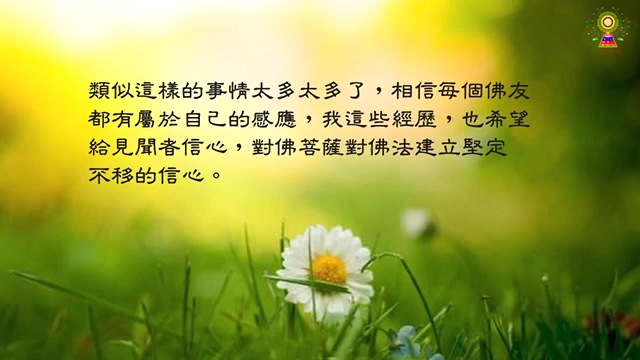 類似這樣的事情太多太多了，相信每個佛友
都有屬於自己的感應，我這些經歷，也希望
給見聞者信心，對佛菩薩對佛法建立堅定
不移的信心。